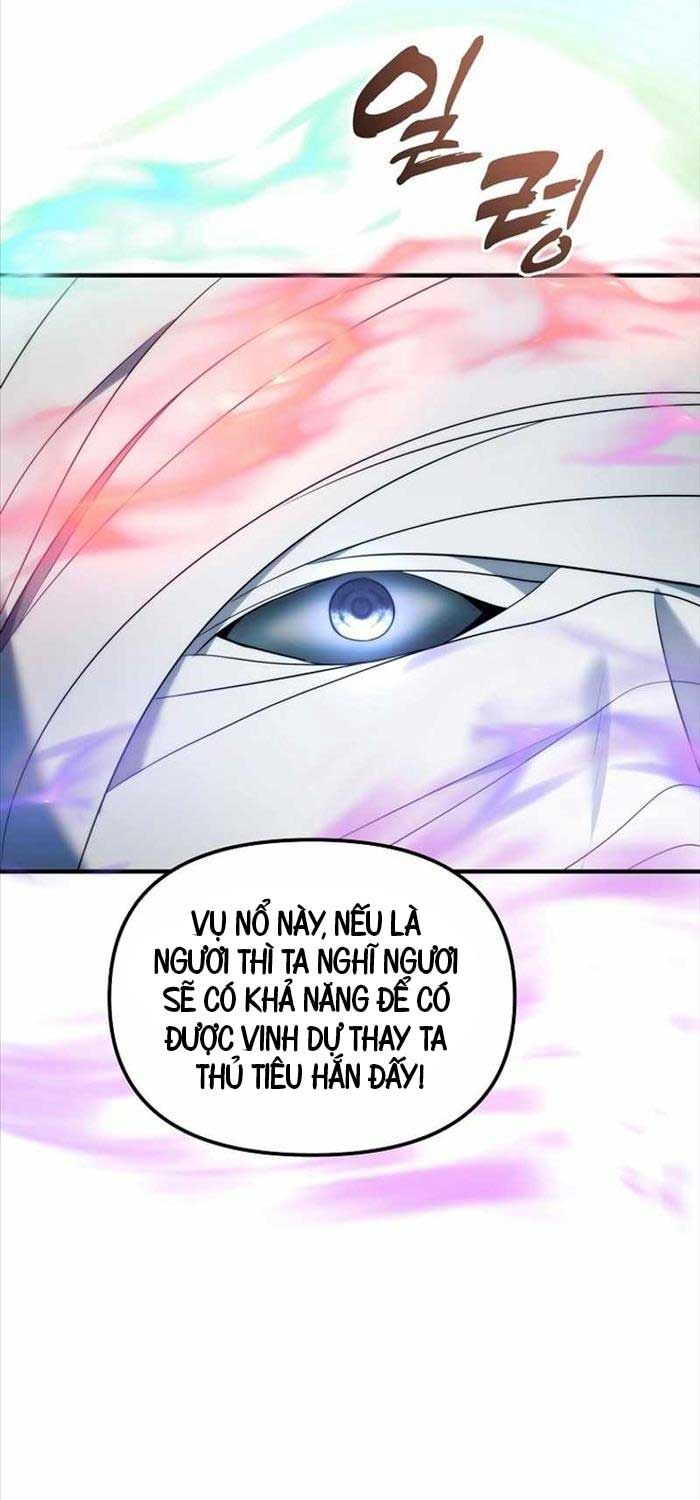 일렁
VỤ NỔ NÀY, NẾU LÀ
NGƯƠI THÌ TA NGHĨ NGƯƠI
SẼ CÓ KHẢ NĂNG ĐỂ CÓ
ĐƯỢC VINH DỰ THAY TA
THỦ TIÊU HẮN ĐẤY!